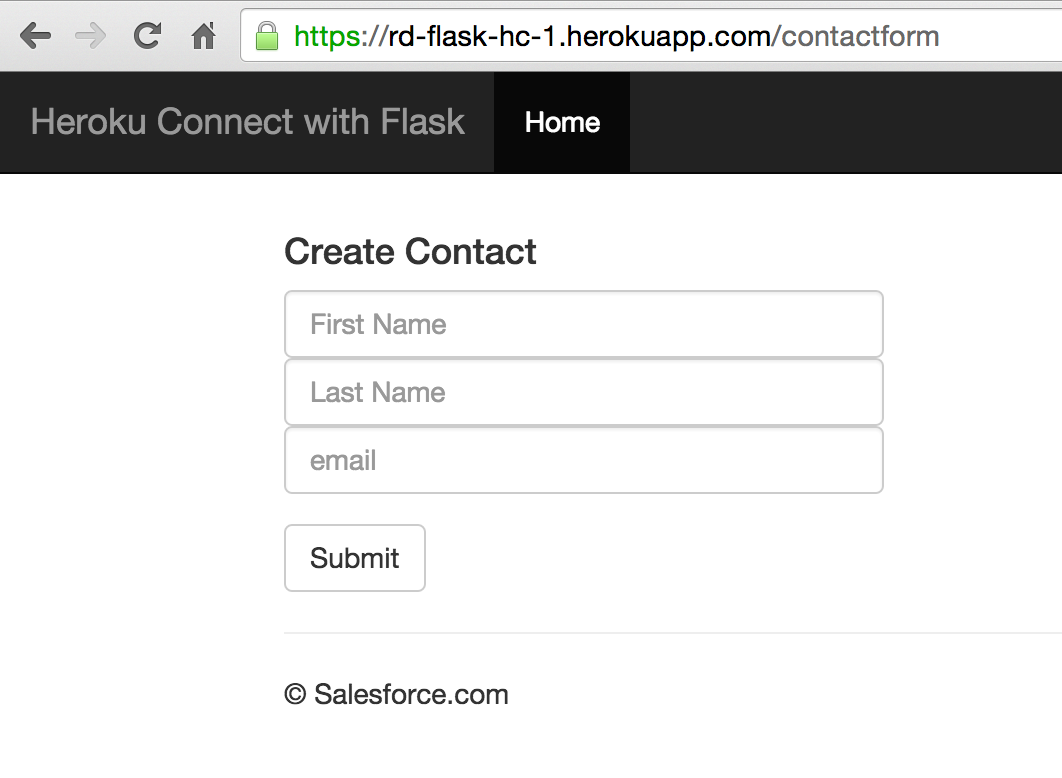 https://rd-flask-hc-1.herokuapp.com/contactform
Heroku Connect with Flask Home
Create Contact
First Name
Last Name
email
Submit
© Salesforce.com